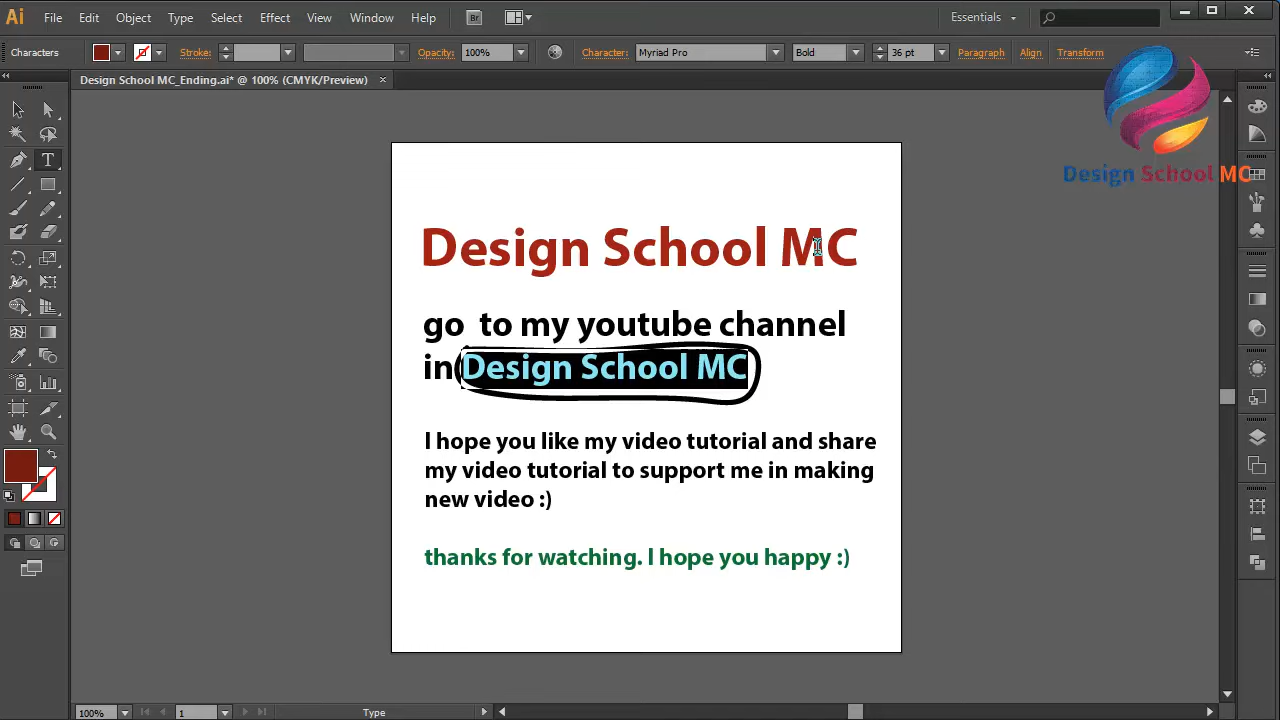 Ai File Edit Object Type Select Effect View Window Help Br Essentials
Characters Stroke: Opacity: 100% Character: Myriad Pro Bold 36 pt Paragraph Align Transform
Design School MC_Ending.ai* @ 100% (CMYK/Preview)
Design School MC
Design School MC
go to my youtube channel
in Design School MC
I hope you like my video tutorial and share
my video tutorial to support me in making
new video :)
thanks for watching. I hope you happy :)
100% 1 Type